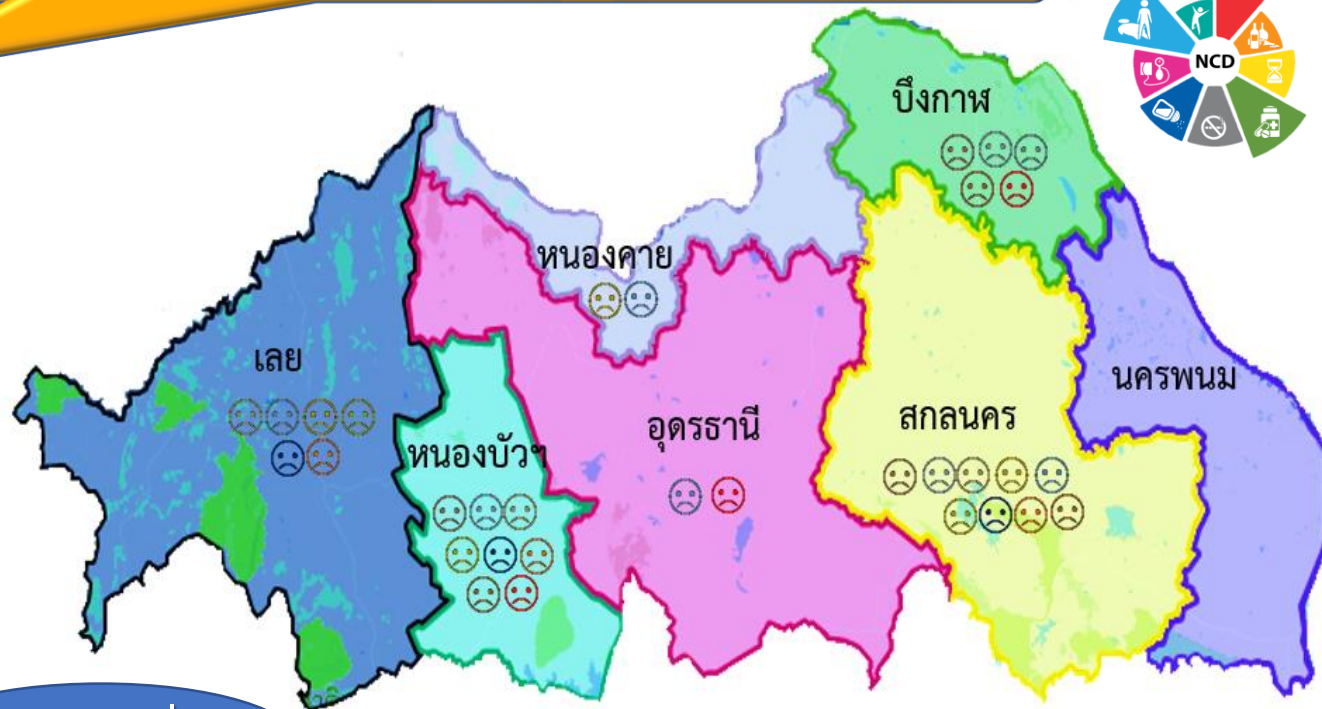 NCD
บึงกาฬ
หนองคาย
เลย
นครพนม
สกลนคร
อุดรธานี
หนองบัวฯ